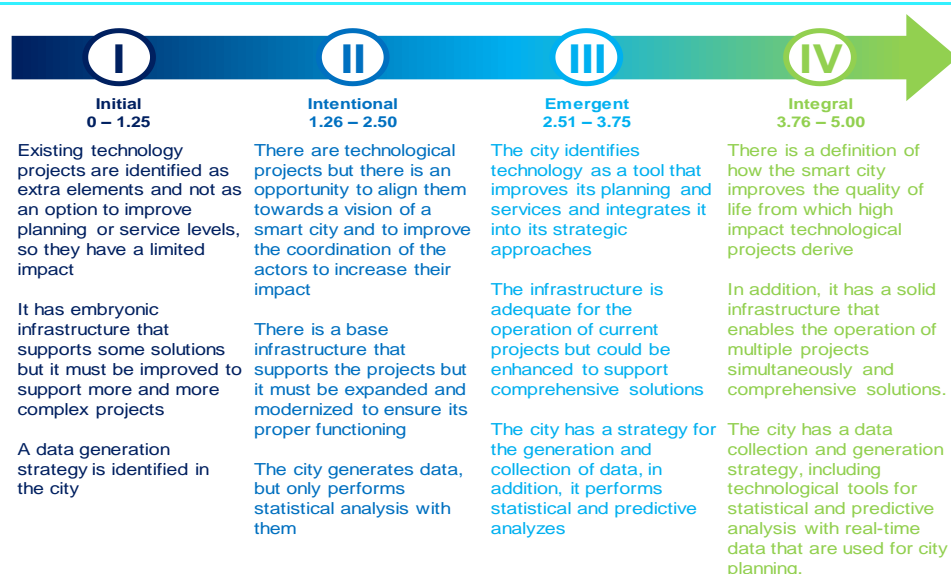 I
II
III
IV
Initial
0 – 1.25
Intentional
1.26 – 2.50
Emergent
2.51 – 3.75
Integral
3.76 – 5.00
Existing technology
projects are identified as
extra elements and not as
an option to improve
planning or service levels,
so they have a limited
impact
It has embryonic
infrastructure that
supports some solutions
but it must be improved to
support more and more
complex projects
A data generation
strategy is identified in
the city
There are technological
projects but there is an
opportunity to align them
towards a vision of a
smart city and to improve
the coordination of the
actors to increase their
impact
There is a base
infrastructure that
supports the projects but
it must be expanded and
modernized to ensure its
proper functioning
The city generates data,
but only performs
statistical analysis with
them
The city identifies
technology as a tool that
improves its planning and
services and integrates it
into its strategic
approaches
The infrastructure is
adequate for the
operation of current
projects but could be
enhanced to support
comprehensive solutions
The city has a strategy for
the generation and
collection of data, in
addition, it performs
statistical and predictive
analyzes
There is a definition of
how the smart city
improves the quality of
life from which high
impact technological
projects derive
In addition, it has a solid
infrastructure that
enables the operation of
multiple projects
simultaneously and
comprehensive solutions.
The city has a data
collection and generation
strategy, including
technological tools for
statistical and predictive
analysis with real-time
data that are used for city
planning.